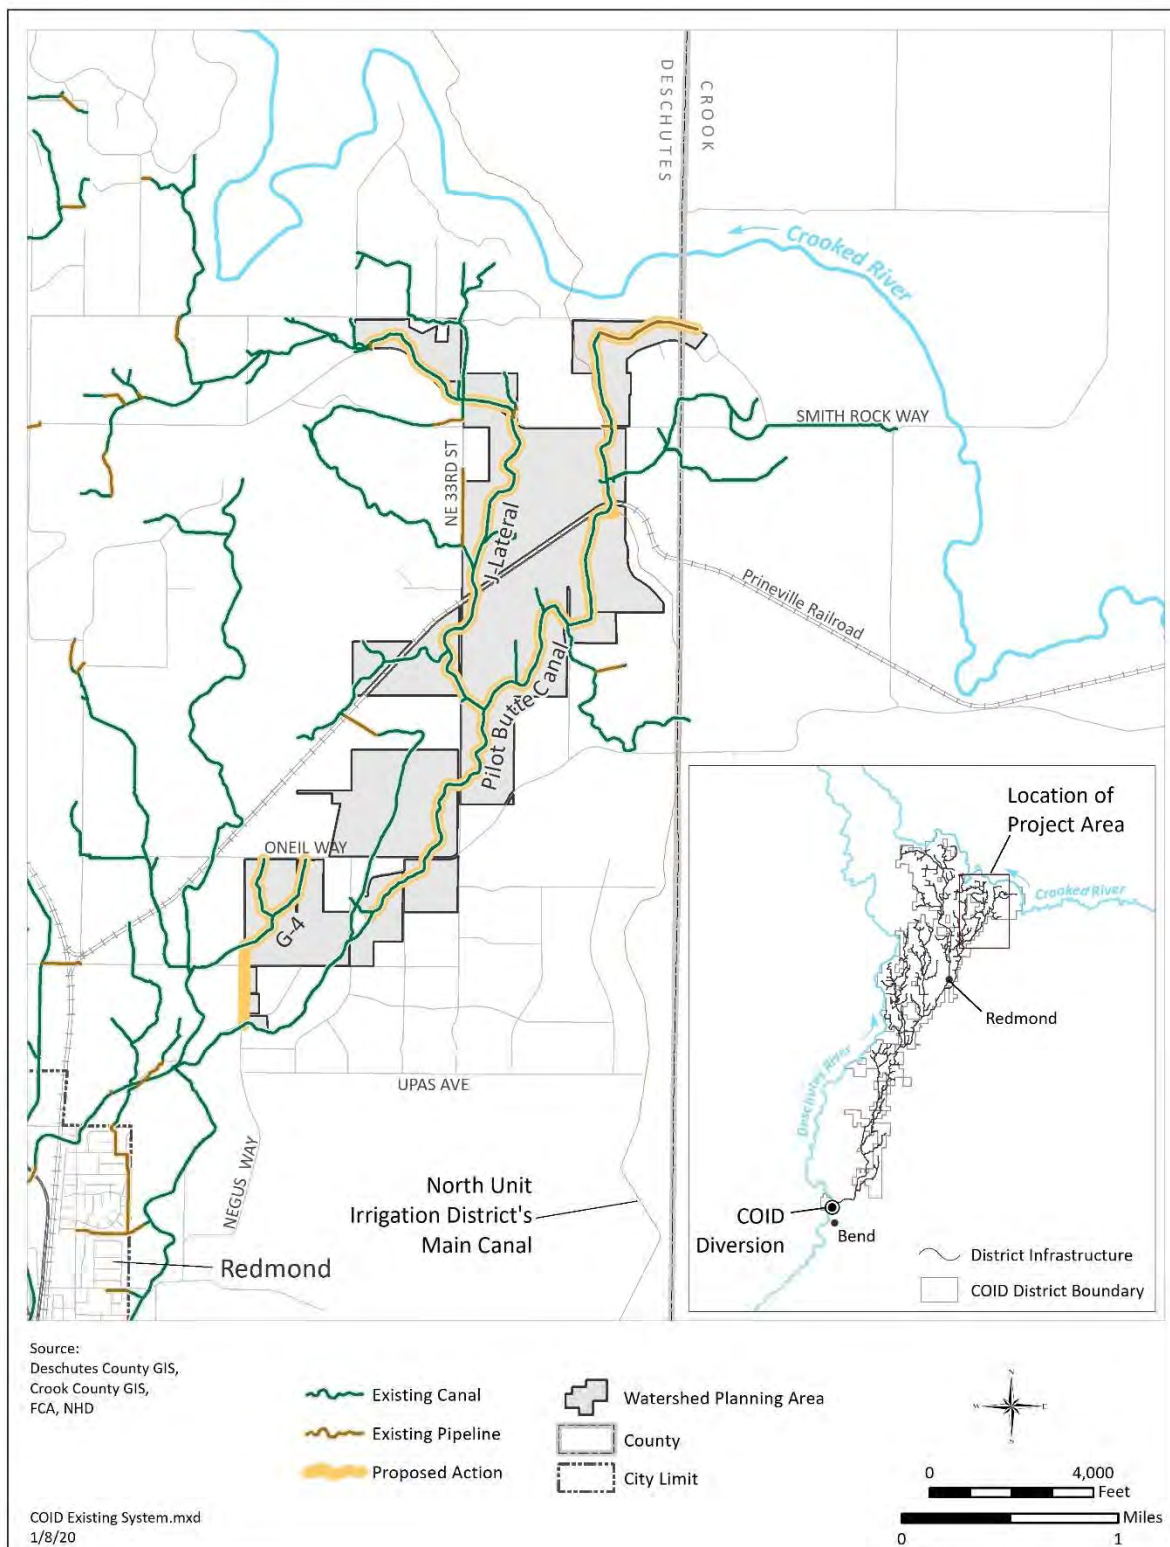 DESCHUTES
CROOK
Crooked River
SMITH ROCK WAY
NE 33RD ST
J-Lateral
Prineville Railroad
Pilot Butte Canal
ONEIL WAY
G-4
UPAS AVE
NEGUS WAY
North Unit
Irrigation District's
Main Canal
Redmond
Location of
Project Area
Crooked River
Redmond
Deschutes River
COID
Diversion
Bend
District Infrastructure
COID District Boundary
Source:
Deschutes County GIS,
Crook County GIS,
FCA, NHD
Existing Canal
Existing Pipeline
Proposed Action
Watershed Planning Area
County
City Limit
N
W
E
S
0 4,000
Feet
Miles
0 1
COID Existing System.mxd
1/8/20